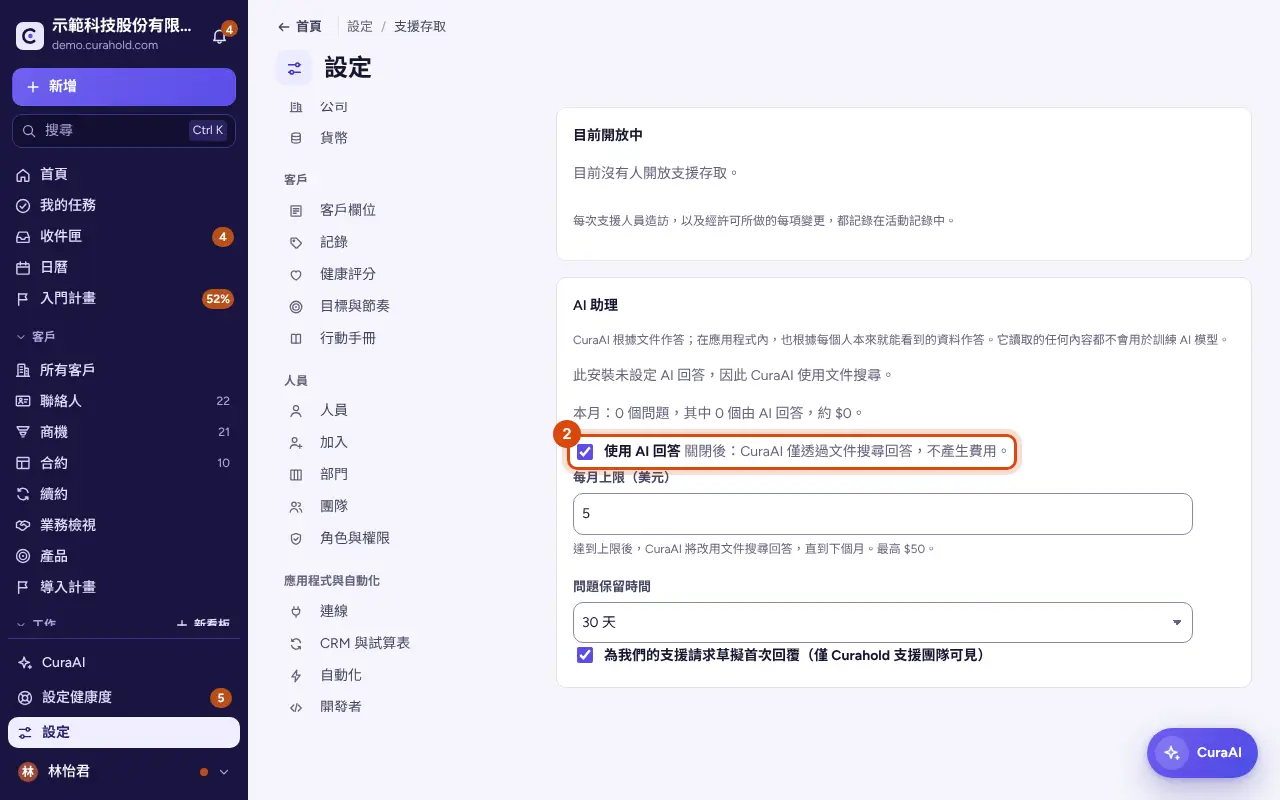 示範科技股份有限...
demo.curahold.com
4
新增
搜尋 Ctrl K
首頁
我的任務
收件匣 4
日曆
入門計畫 52%
客戶
所有客戶
聯絡人 22
商機 21
合約 10
續約
業務檢視
產品
導入計畫
工作 新看板
CuraAI
設定健康度 5
設定
林 林怡君
首頁 設定 / 支援存取
設定
公司
貨幣
客戶
客戶欄位
記錄
健康評分
目標與節奏
行動手冊
人員
人員
加入
部門
團隊
角色與權限
應用程式與自動化
連線
CRM 與試算表
自動化
開發者
目前開放中
目前沒有人開放支援存取。
每次支援人員造訪，以及經許可所做的每項變更，都記錄在活動記錄中。
AI 助理
CuraAI 根據文件作答；在應用程式內，也根據每個人本來就能看到的資料作答。它讀取的任何內容都不會用於訓練 AI 模型。
此安裝未設定 AI 回答，因此 CuraAI 使用文件搜尋。
本月：0 個問題，其中 0 個由 AI 回答，約 $0。
2
使用 AI 回答 關閉後：CuraAI 僅透過文件搜尋回答，不產生費用。
每月上限（美元）
5
達到上限後，CuraAI 將改用文件搜尋回答，直到下個月。最高 $50。
問題保留時間
30 天
為我們的支援請求草擬首次回覆（僅 Curahold 支援團隊可見）
CuraAI